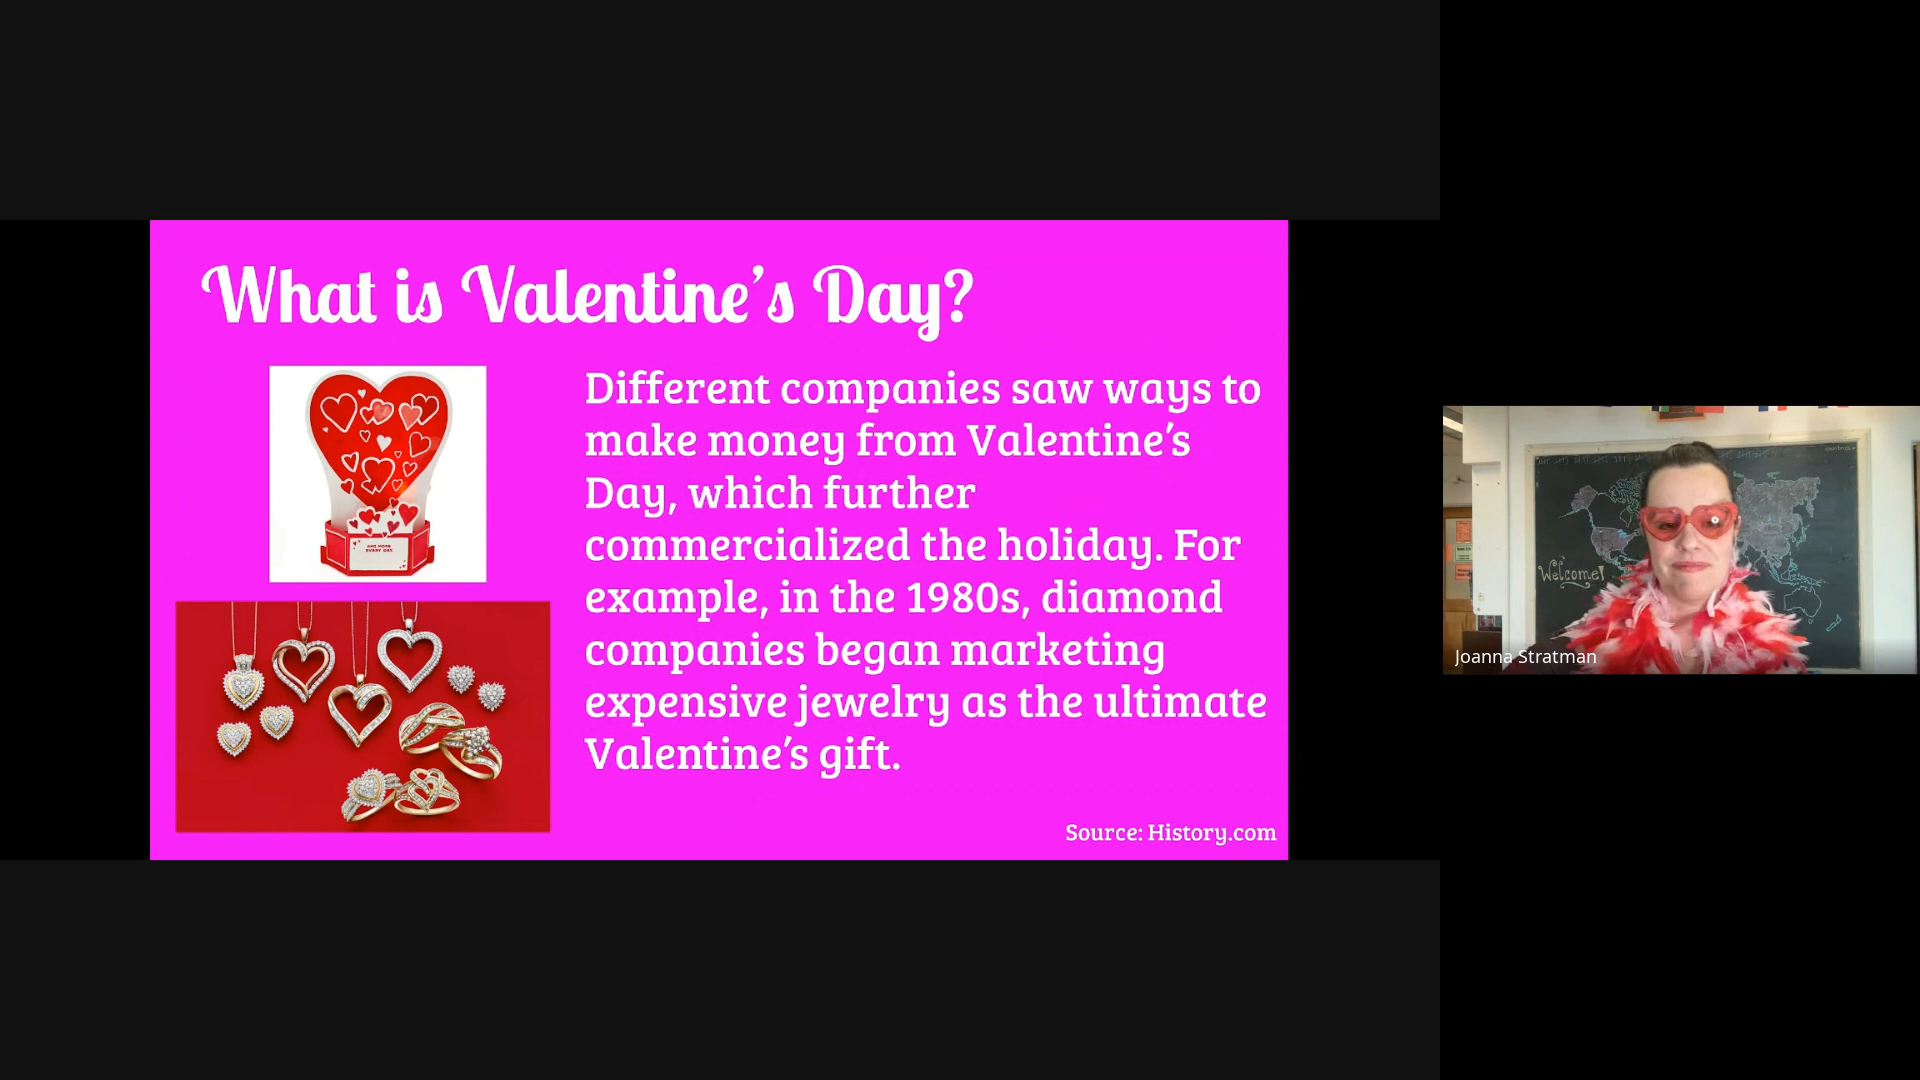 What is Valentine's Day?
Different companies saw ways to
make money from Valentine's
Day, which further
commercialized the holiday. For
example, in the 1980s, diamond
companies began marketing
expensive jewelry as the ultimate
Valentine's gift.
Source: History.com
Welcome!
Joanna Stratman